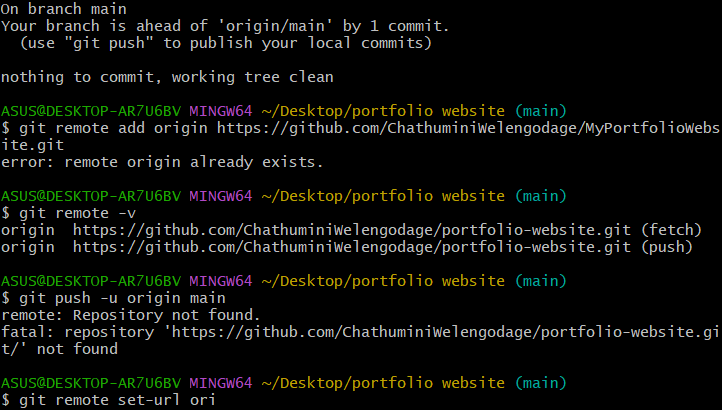 On branch main
Your branch is ahead of 'origin/main' by 1 commit.
  (use "git push" to publish your local commits)

nothing to commit, working tree clean

ASUS@DESKTOP-AR7U6BV MINGW64 ~/Desktop/portfolio website (main)
$ git remote add origin https://github.com/ChathuminiWelengodage/MyPortfolioWebs
ite.git
error: remote origin already exists.

ASUS@DESKTOP-AR7U6BV MINGW64 ~/Desktop/portfolio website (main)
$ git remote -v
origin  https://github.com/ChathuminiWelengodage/portfolio-website.git (fetch)
origin  https://github.com/ChathuminiWelengodage/portfolio-website.git (push)

ASUS@DESKTOP-AR7U6BV MINGW64 ~/Desktop/portfolio website (main)
$ git push -u origin main
remote: Repository not found.
fatal: repository 'https://github.com/ChathuminiWelengodage/portfolio-website.gi
t/' not found

ASUS@DESKTOP-AR7U6BV MINGW64 ~/Desktop/portfolio website (main)
$ git remote set-url ori